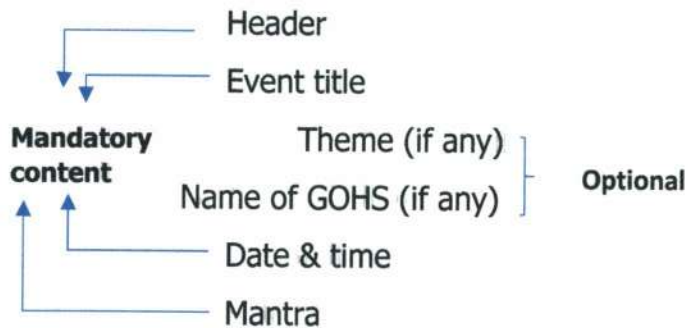 Header
Event title
Mandatory
content
Theme (if any)
Name of GOHS (if any)
Optional
Date & time
Mantra